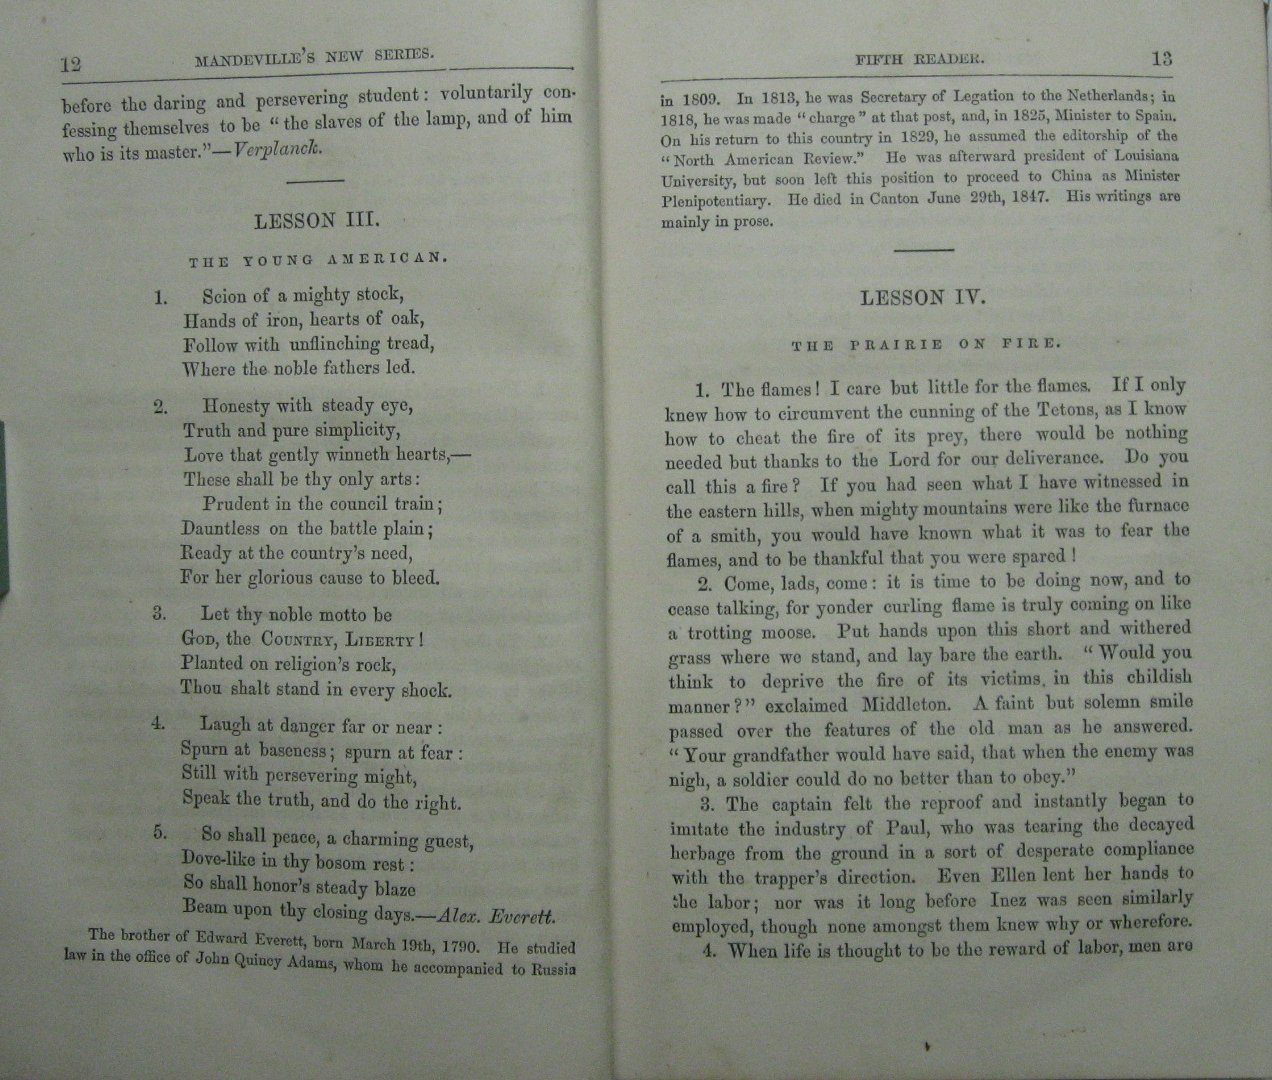 12
MANDEVILLE'S NEW SERIES.
before the daring and persevering student: voluntarily con-
fessing themselves to be "the slaves of the lamp, and of him
who is its master."—Verplanck.
LESSON III.
THE YOUNG AMERICAN.
1. Scion of a mighty stock,
Hands of iron, hearts of oak,
Follow with unflinching tread,
Where the noble fathers led.
2. Honesty with steady eye,
Truth and pure simplicity,
Love that gently winneth hearts,—
These shall be thy only arts:
Prudent in the council train;
Dauntless on the battle plain;
Ready at the country's need,
For her glorious cause to bleed.
3. Let thy noble motto be
GOD, the COUNTRY, LIBERTY!
Planted on religion's rock,
Thou shalt stand in every shock.
4. Laugh at danger far or near:
Spurn at baseness; spurn at fear:
Still with persevering might,
Speak the truth, and do the right.
5. So shall peace, a charming guest,
Dove-like in thy bosom rest:
So shall honor's steady blaze
Beam upon thy closing days.—Alex. Everett.
The brother of Edward Everett, born March 19th, 1790. He studied
law in the office of John Quincy Adams, whom he accompanied to Russia
FIFTH READER.
13
in 1809. In 1813, he was Secretary of Legation to the Netherlands; in
1818, he was made "charge" at that post, and, in 1825, Minister to Spain.
On his return to this country in 1829, he assumed the editorship of the
"North American Review." He was afterward president of Louisiana
University, but soon left this position to proceed to China as Minister
Plenipotentiary. He died in Canton June 29th, 1847. His writings are
mainly in prose.
LESSON IV.
THE PRAIRIE ON FIRE.
1. The flames! I care but little for the flames. If I only
knew how to circumvent the cunning of the Tetons, as I know
how to cheat the fire of its prey, there would be nothing
needed but thanks to the Lord for our deliverance. Do you
call this a fire? If you had seen what I have witnessed in
the eastern hills, when mighty mountains were like the furnace
of a smith, you would have known what it was to fear the
flames, and to be thankful that you were spared!
2. Come, lads, come: it is time to be doing now, and to
cease talking, for yonder curling flame is truly coming on like
a trotting moose. Put hands upon this short and withered
grass where we stand, and lay bare the earth. "Would you
think to deprive the fire of its victims in this childish
manner?" exclaimed Middleton. A faint but solemn smile
passed over the features of the old man as he answered.
"Your grandfather would have said, that when the enemy was
nigh, a soldier could do no better than to obey."
3. The captain felt the reproof and instantly began to
imitate the industry of Paul, who was tearing the decayed
herbage from the ground in a sort of desperate compliance
with the trapper's direction. Even Ellen lent her hands to
the labor; nor was it long before Inez was seen similarly
employed, though none amongst them knew why or wherefore.
4. When life is thought to be the reward of labor, men are